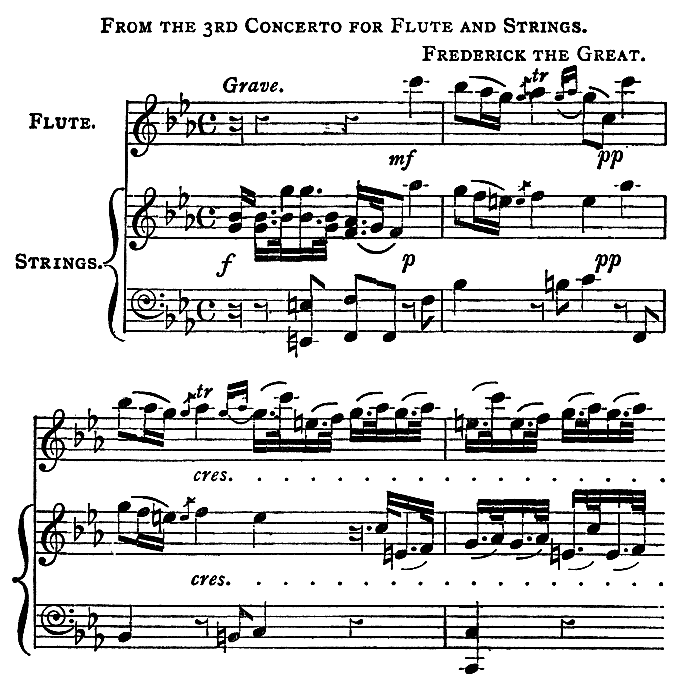 FROM THE 3RD CONCERTO FOR FLUTE AND STRINGS.
FREDERICK THE GREAT.
Grave.
tr
FLUTE.
mf
pp
STRINGS.
f
p
pp
tr
cres. . . . . . . . . . . . . . . . .
cres. . . . . . . . . . . . . . . . .